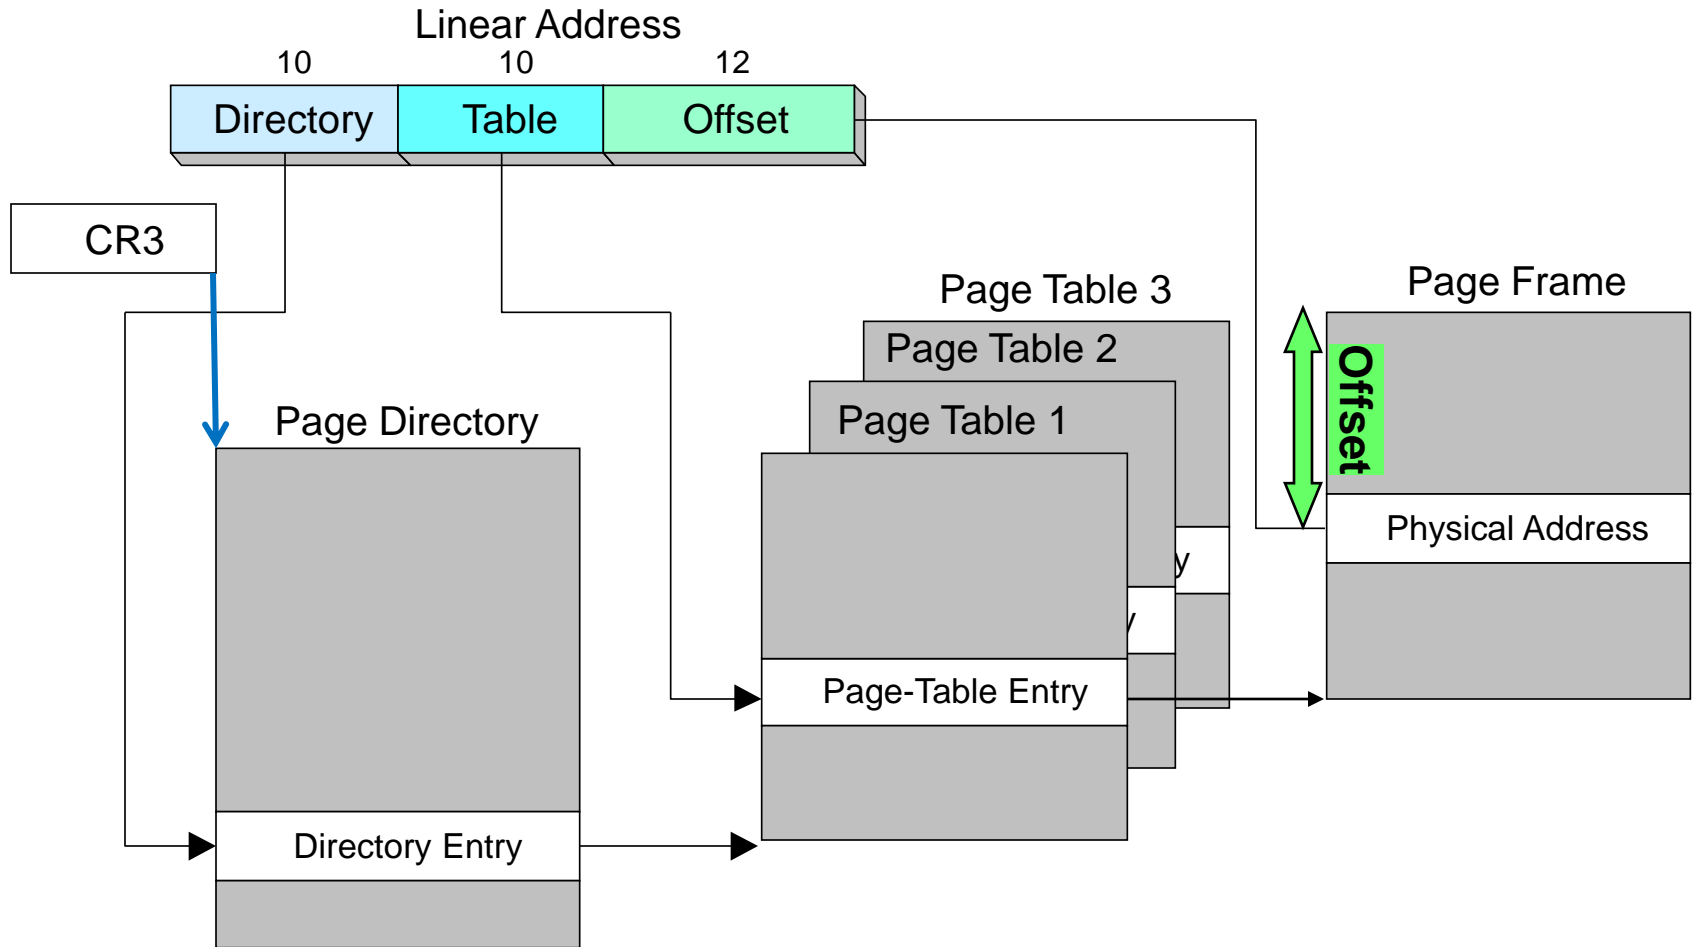 Linear Address
10 10 12
Directory Table Offset
CR3
Page Directory
Directory Entry
Page Table 3
Page Table 2
Page Table 1
Page-Table Entry
y
y
Page Frame
Offset
Physical Address